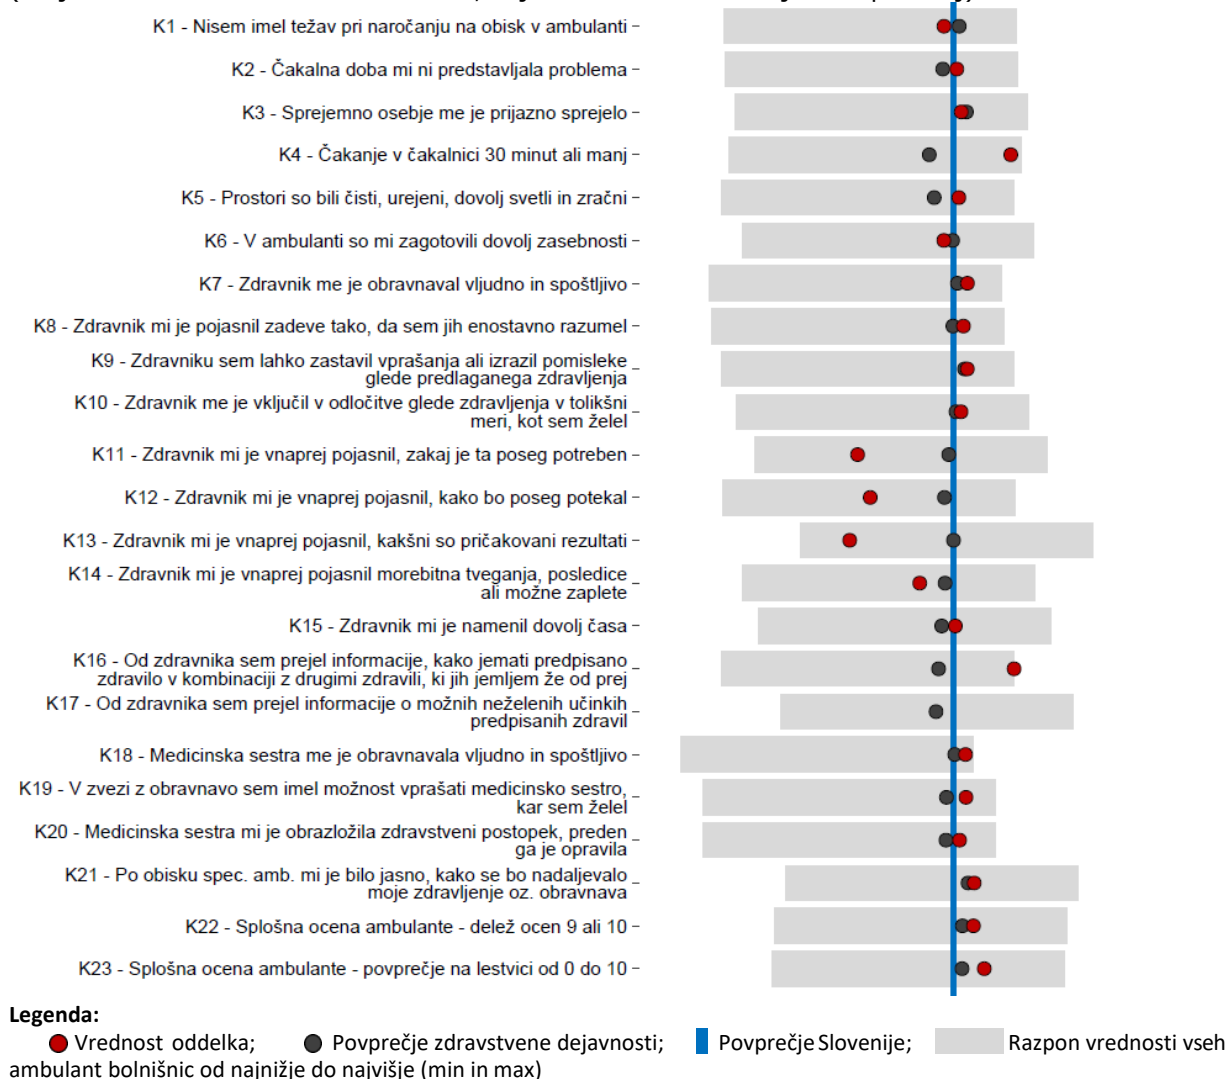 K1 - Nisem imel težav pri naročanju na obisk v ambulanti
K2 - Čakalna doba mi ni predstavljala problema
K3 - Sprejemno osebje me je prijazno sprejelo
K4 - Čakanje v čakalnici 30 minut ali manj
K5 - Prostori so bili čisti, urejeni, dovolj svetli in zračni
K6 - V ambulanti so mi zagotovili dovolj zasebnosti
K7 - Zdravnik me je obravnaval vljudno in spoštljivo
K8 - Zdravnik mi je pojasnil zadeve tako, da sem jih enostavno razumel
K9 - Zdravniku sem lahko zastavil vprašanja ali izrazil pomisleke
glede predlaganega zdravljenja
K10 - Zdravnik me je vključil v odločitve glede zdravljenja v tolikšni
meri, kot sem želel
K11 - Zdravnik mi je vnaprej pojasnil, zakaj je ta poseg potreben
K12 - Zdravnik mi je vnaprej pojasnil, kako bo poseg potekal
K13 - Zdravnik mi je vnaprej pojasnil, kakšni so pričakovani rezultati
K14 - Zdravnik mi je vnaprej pojasnil morebitna tveganja, posledice
ali možne zaplete
K15 - Zdravnik mi je namenil dovolj časa
K16 - Od zdravnika sem prejel informacije, kako jemati predpisano
zdravilo v kombinaciji z drugimi zdravili, ki jih jemljem že od prej
K17 - Od zdravnika sem prejel informacije o možnih neželenih učinkih
predpisanih zdravil
K18 - Medicinska sestra me je obravnavala vljudno in spoštljivo
K19 - V zvezi z obravnavo sem imel možnost vprašati medicinsko sestro,
kar sem želel
K20 - Medicinska sestra mi je obrazložila zdravstveni postopek, preden
ga je opravila
K21 - Po obisku spec. amb. mi je bilo jasno, kako se bo nadaljevalo
moje zdravljenje oz. obravnava
K22 - Splošna ocena ambulante - delež ocen 9 ali 10
K23 - Splošna ocena ambulante - povprečje na lestvici od 0 do 10
Legenda:
Vrednost oddelka; Povprečje zdravstvene dejavnosti; Povprečje Slovenije; Razpon vrednosti vseh
ambulant bolnišnic od najnižje do najvišje (min in max)